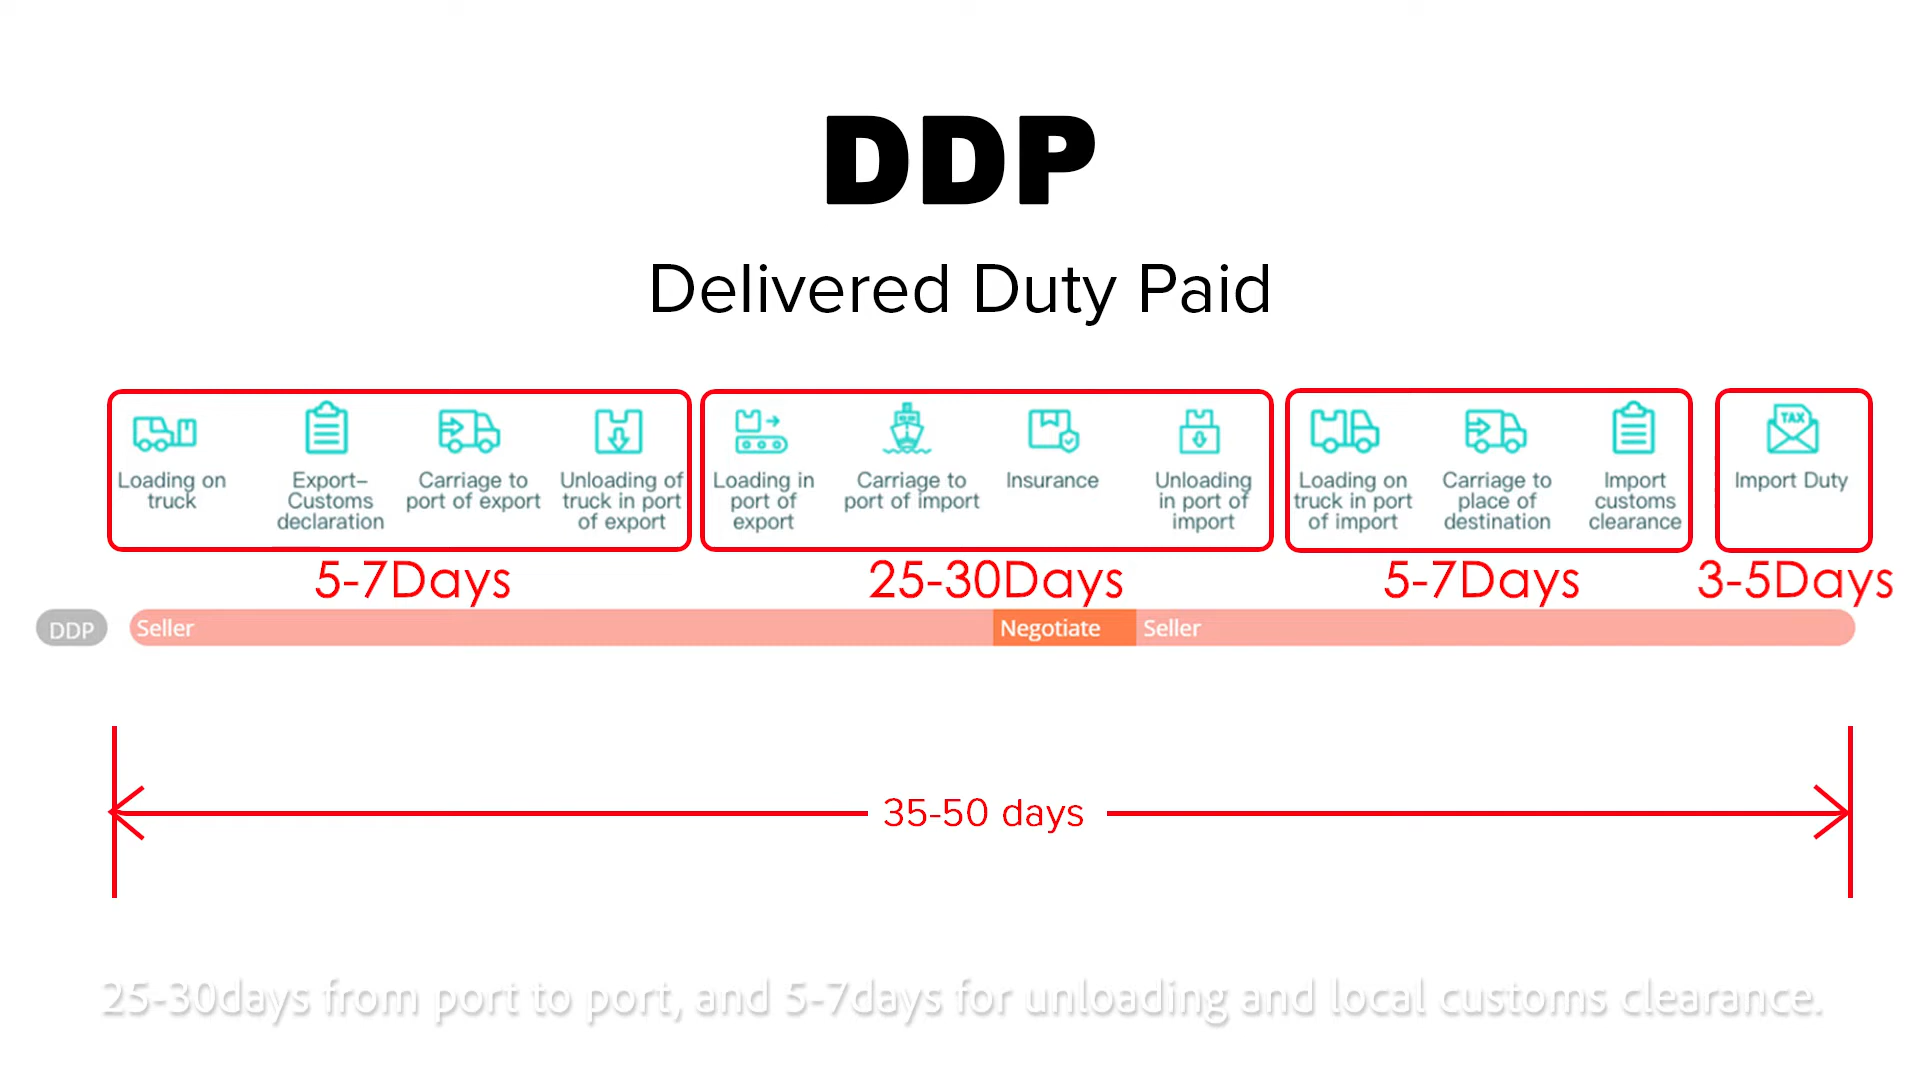 DDP
Delivered Duty Paid
TAX
Loading on
truck
Export-
Customs
declaration
Carriage to
port of export
Unloading of
truck in port
of export
Loading in
port of
export
Carriage to
port of import
Insurance
Unloading
in port of
import
Loading on
truck in port
of import
Carriage to
place of
destination
Import
customs
clearance
Import Duty
5-7Days
25-30Days
5-7Days
3-5Days
DDP
Seller
Negotiate
Seller
35-50 days
25-30days from port to port, and 5-7days for unloading and local customs clearance.